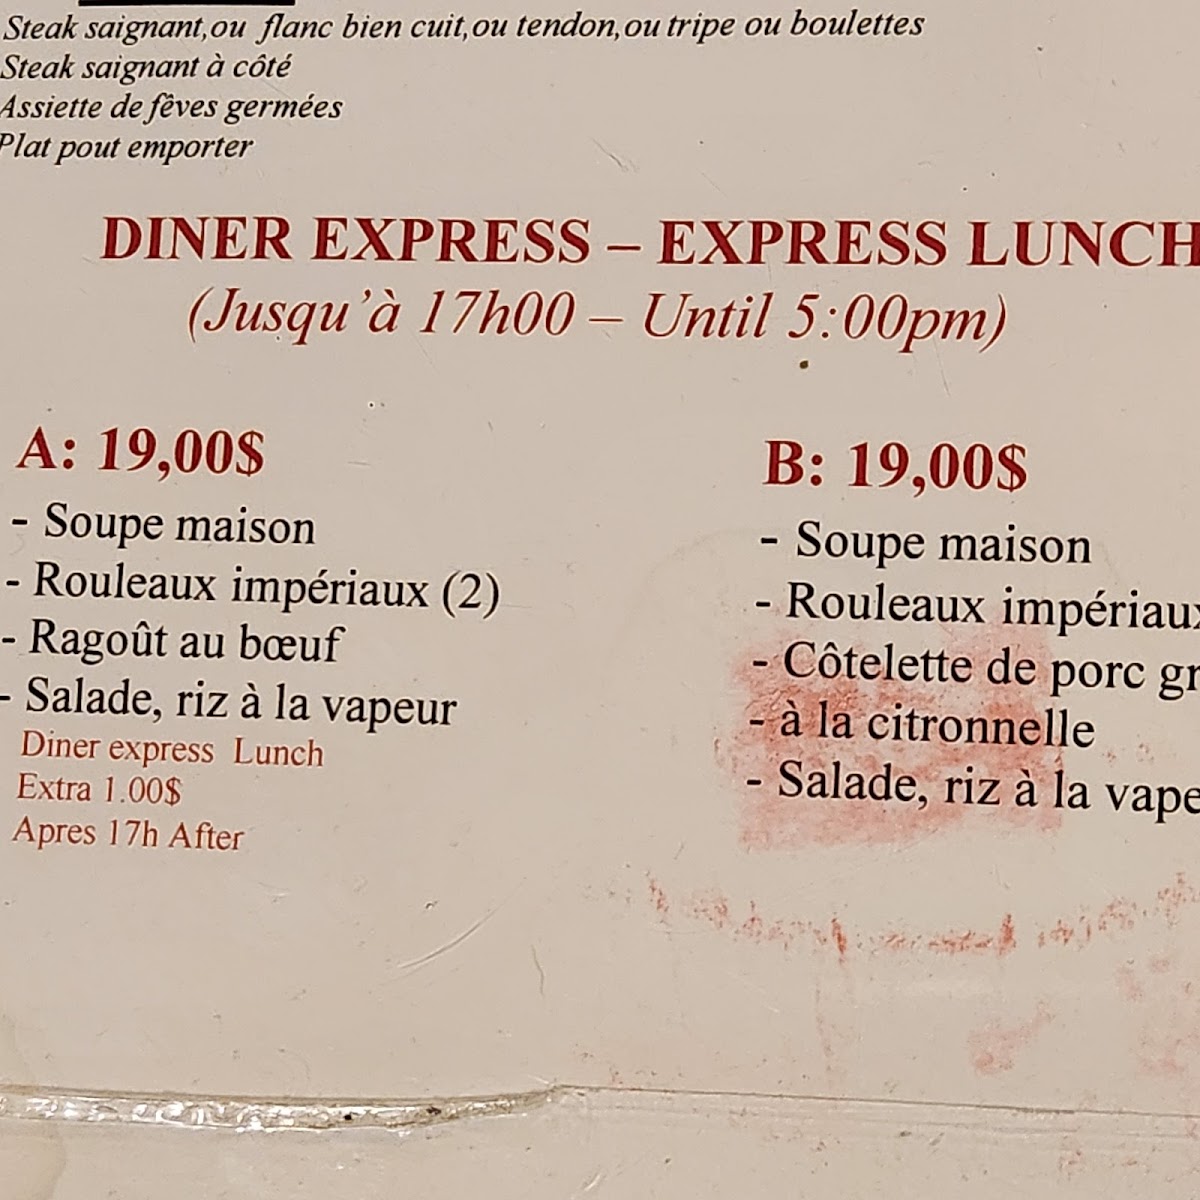 Steak saignant,ou flanc bien cuit,ou tendon,ou tripe ou boulettes
Steak saignant à côté
Assiette de fêves germées
Plat pout emporter
DINER EXPRESS – EXPRESS LUNCH
(Jusqu'à 17h00 – Until 5:00pm)
A: 19,00$
- Soupe maison
- Rouleaux impériaux (2)
- Ragoût au bœuf
- Salade, riz à la vapeur
Diner express Lunch
Extra 1.00$
Apres 17h After
B: 19,00$
- Soupe maison
- Rouleaux impériaux
- Côtelette de porc gr
- à la citronnelle
- Salade, riz à la vape